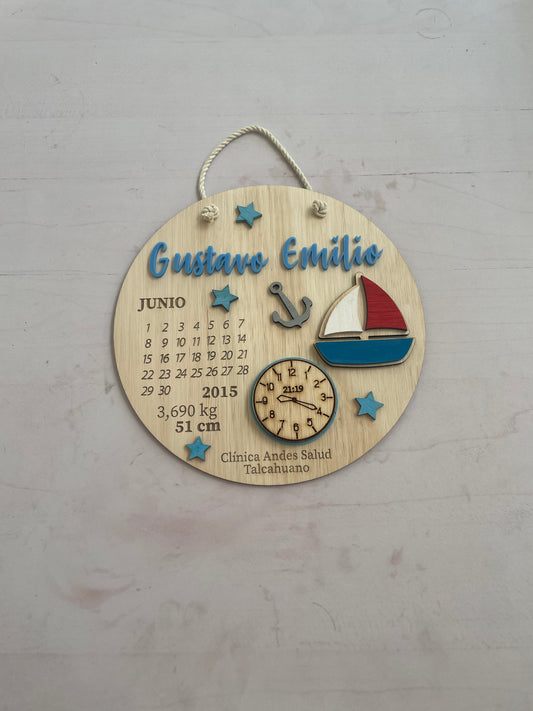 Gustavo Emilio
JUNIO
1 2 3 4 5 6 7
8 9 10 11 12 13 14
15 16 17 18 19 20 21
22 23 24 25 26 27 28
29 30
2015
3,690 kg
51 cm
12
1
2
3
4
5
6
7
8
9
10
11
21:19
Clínica Andes Salud
Talcahuano